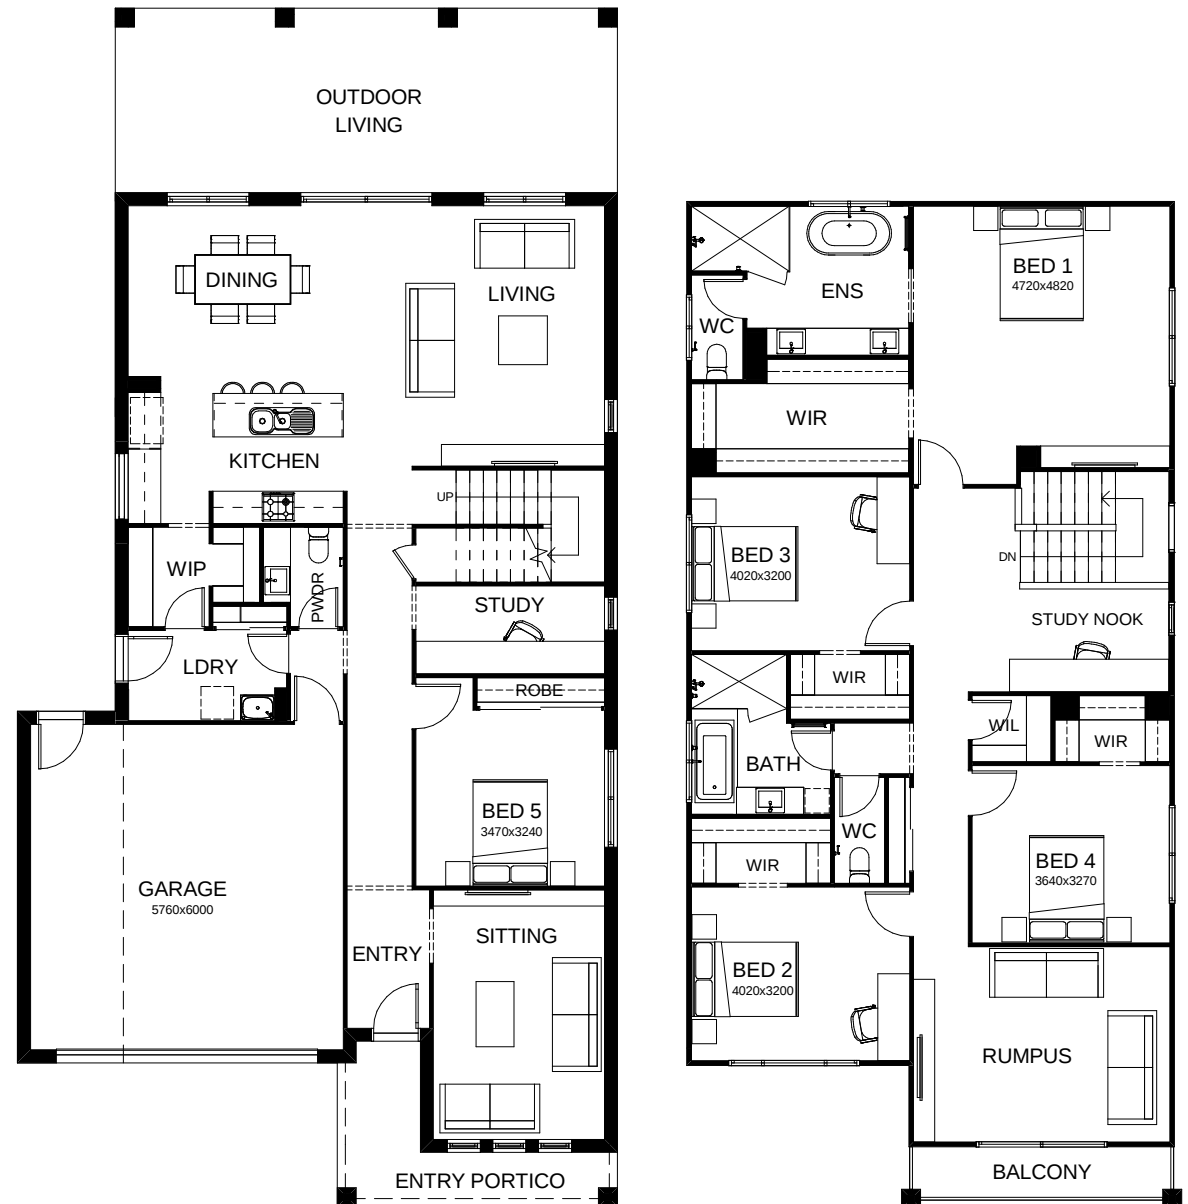 OUTDOOR
LIVING
DINING
LIVING
KITCHEN
UP
WIP
PWDR
STUDY
LDRY
ROBE
BED 5
3470x3240
GARAGE
5760x6000
ENTRY
SITTING
ENTRY PORTICO
BED 1
4720x4820
ENS
WC
WIR
BED 3
4020x3200
DN
STUDY NOOK
WIR
WIL
WIR
BATH
WC
WIR
BED 4
3640x3270
BED 2
4020x3200
RUMPUS
BALCONY